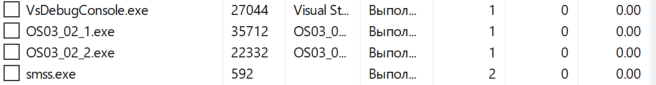 VsDebugConsole.exe 27044 Visual St... Выпол... 1 0 0.00
OS03_02_1.exe 35712 OS03_0... Выпол... 1 0 0.00
OS03_02_2.exe 22332 OS03_0... Выпол... 1 0 0.00
smss.exe 592 Выпол... 2 0 0.00